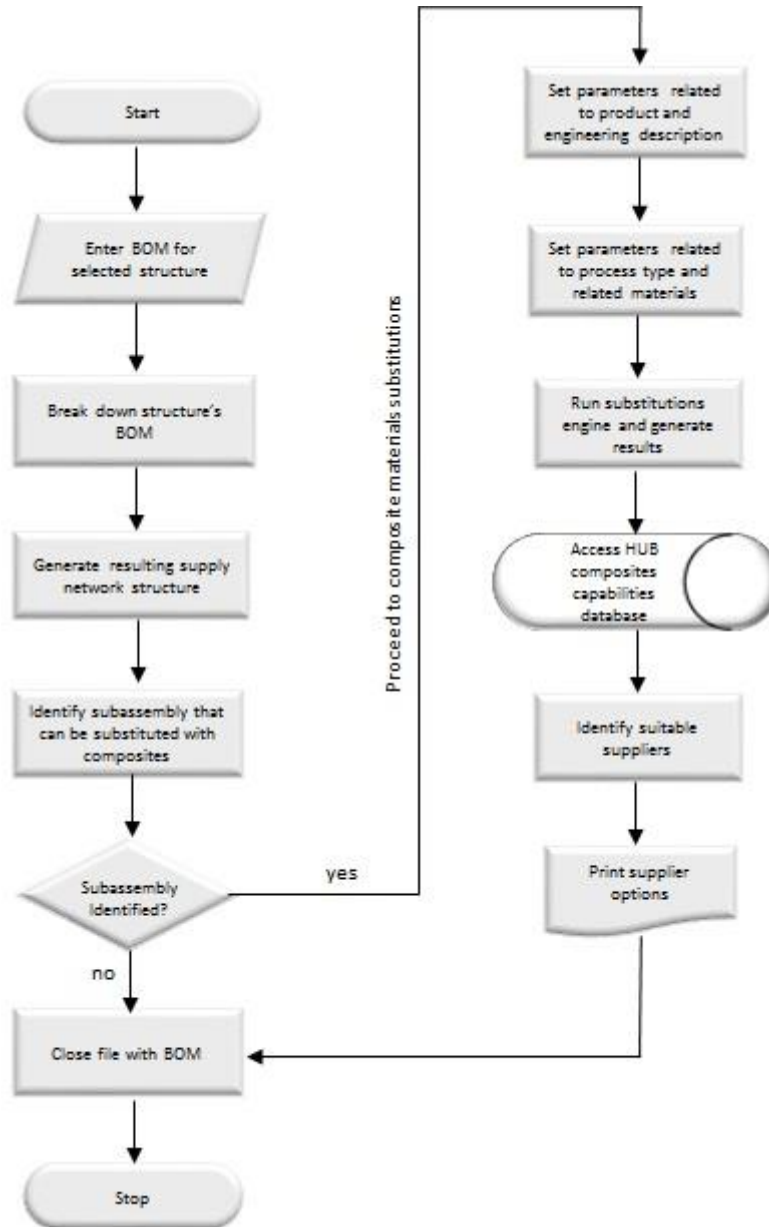 Start
Enter BOM for
selected structure
Break down structure's
BOM
Generate resulting supply
network structure
Identify subassembly that
can be substituted with
composites
Subassembly
Identified?
yes
no
Close file with BOM
Stop
Proceed to composite materials substitutions
Set parameters related
to product and
engineering description
Set parameters related
to process type and
related materials
Run substitutions
engine and generate
results
Access HUB
composites
capabilities
database
Identify suitable
suppliers
Print supplier
options